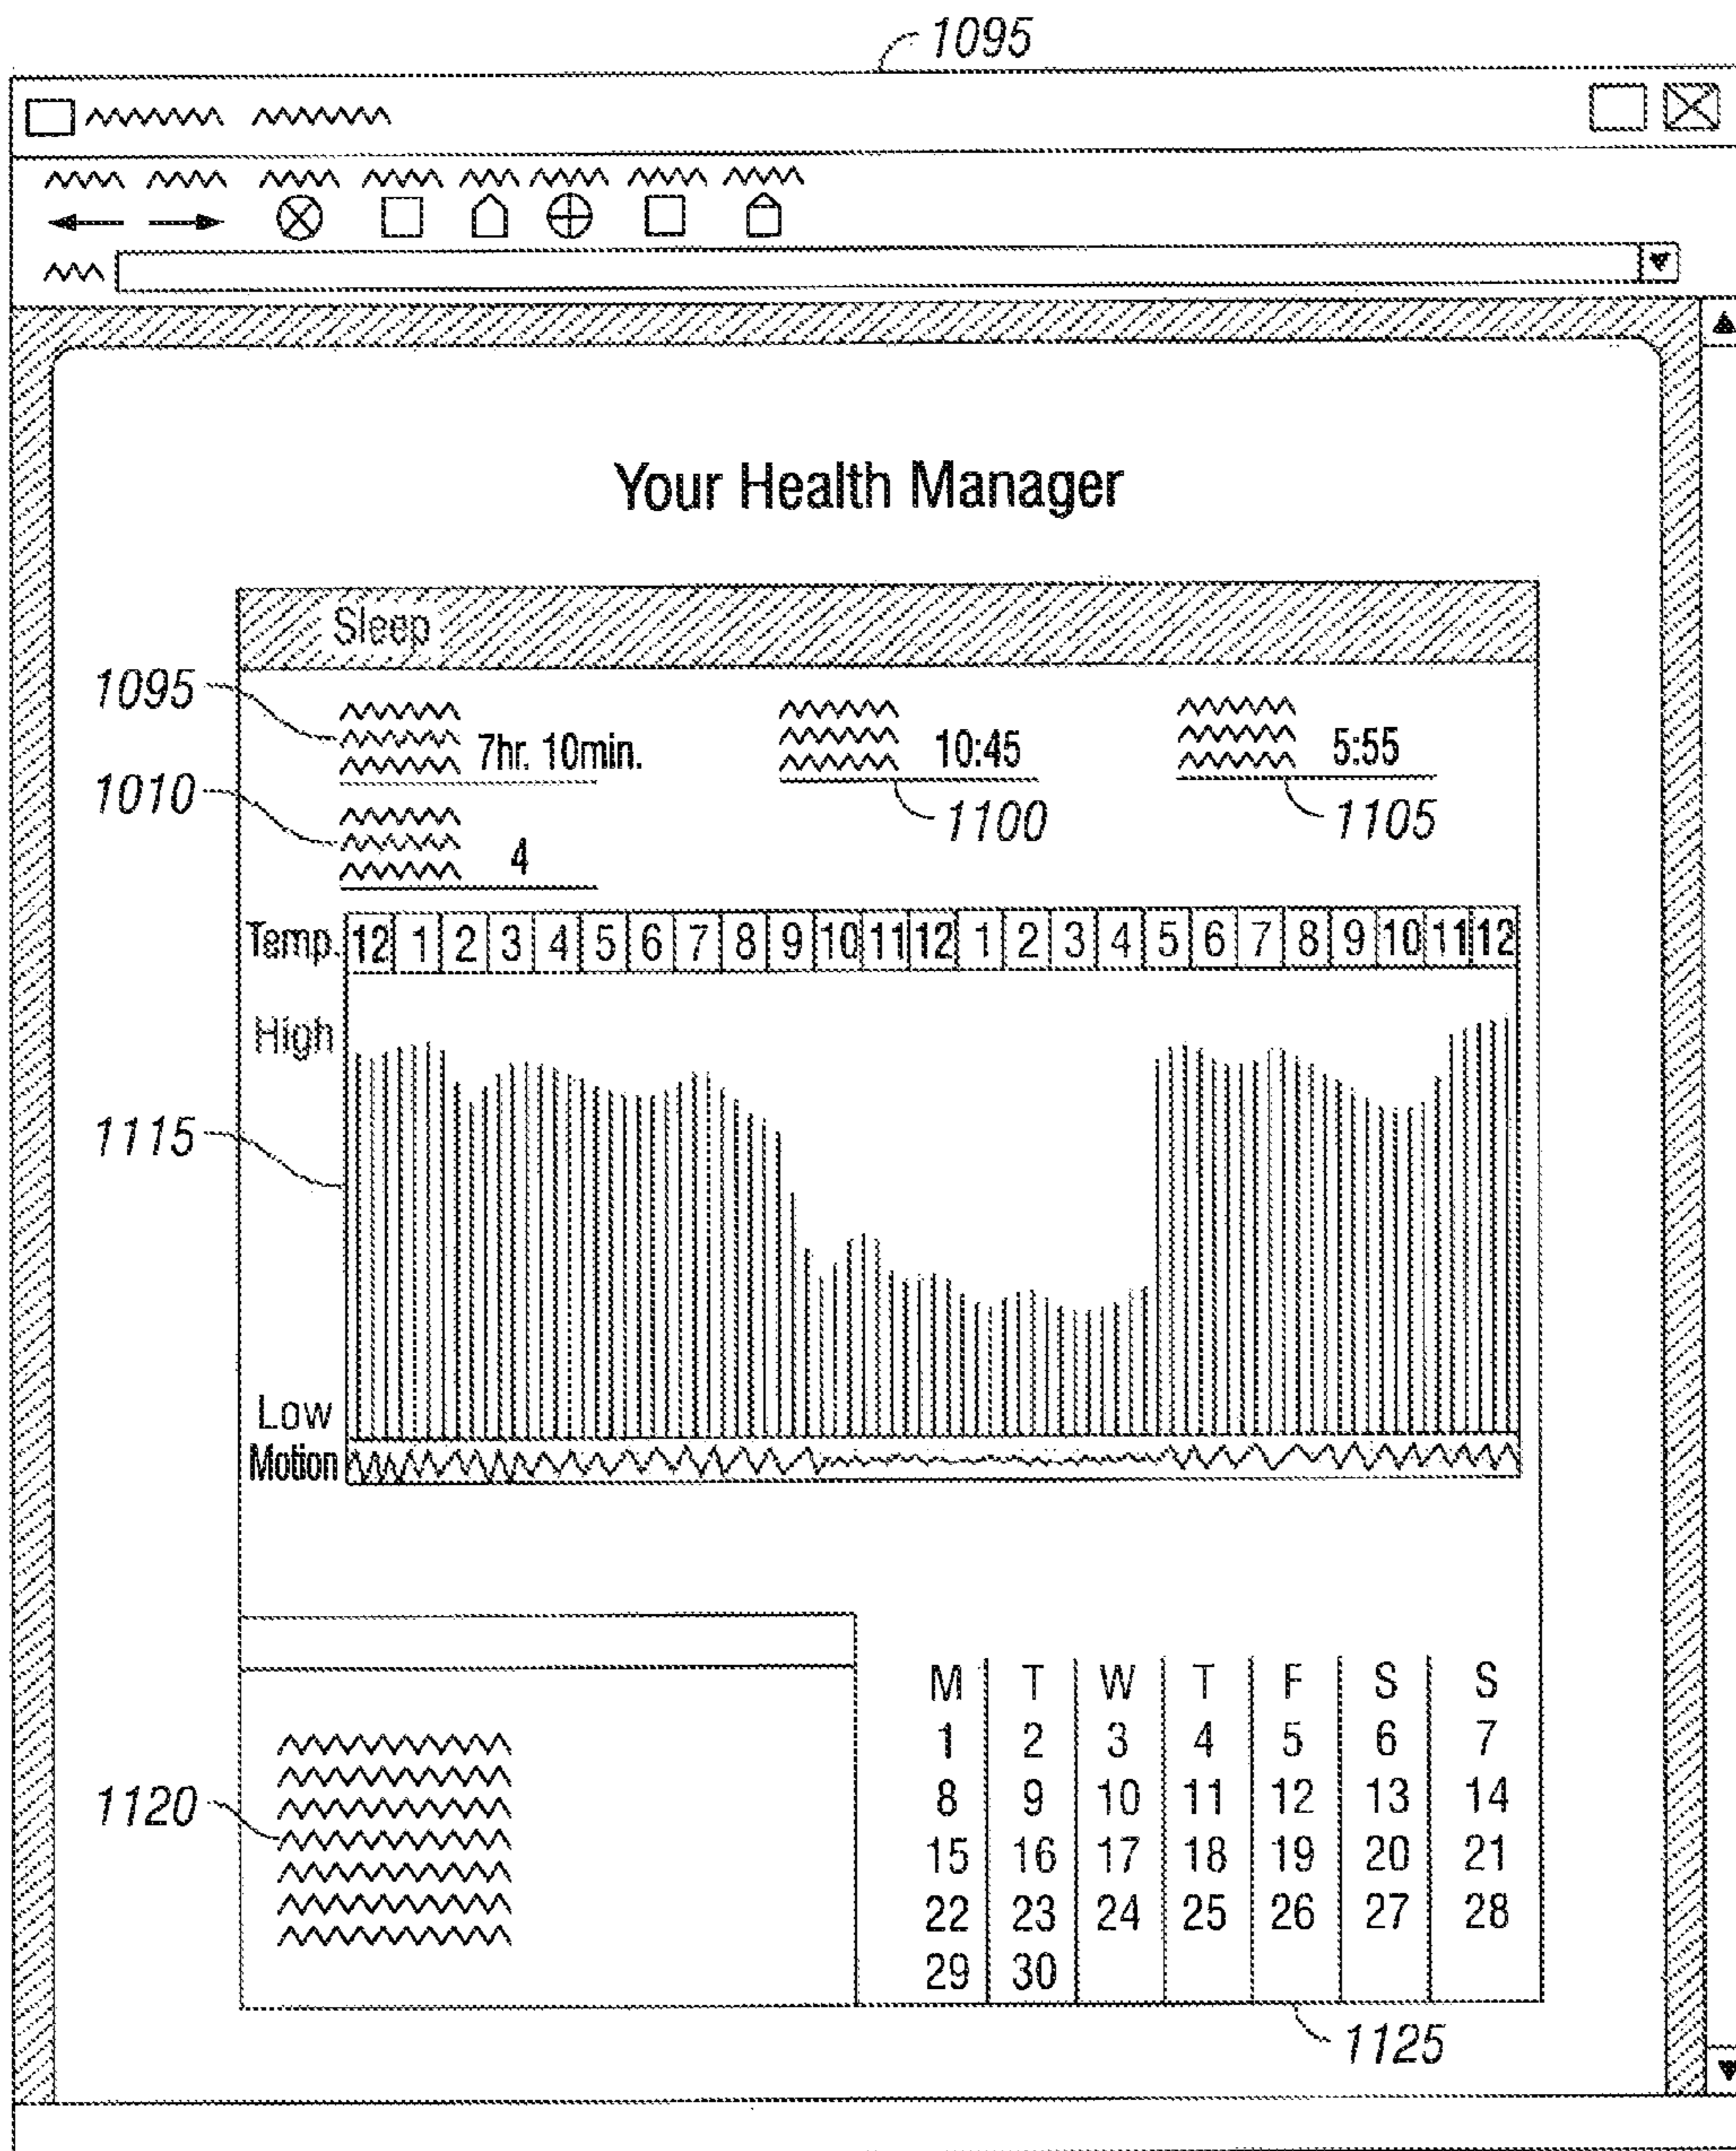 1095
Your Health Manager
Sleep
1095
7hr. 10min.
10:45
5:55
1010
1100
1105
4
Temp. 12 1 2 3 4 5 6 7 8 9 10 11 12 1 2 3 4 5 6 7 8 9 10 11 12
High
1115
Low
Motion
M T W T F S S
1 2 3 4 5 6 7
1120
8 9 10 11 12 13 14
15 16 17 18 19 20 21
22 23 24 25 26 27 28
29 30
1125